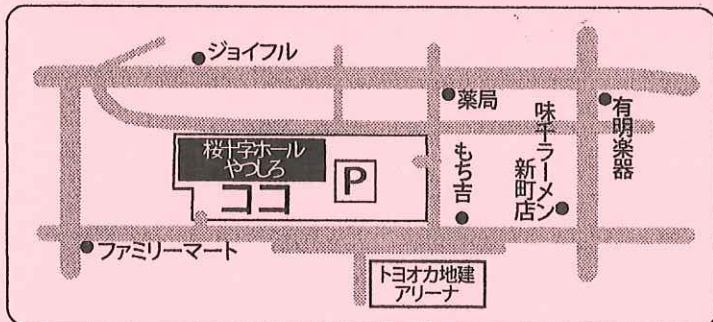 ジョイフル
薬局
味千ラーメン
新町店
有明楽器
桜十字ホール
やつしろ
ココ
P
もち吉
ファミリーマート
トヨオカ地建
アリーナ